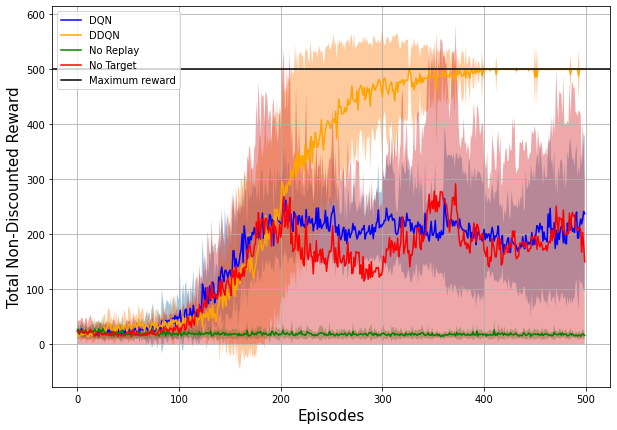 600
500
400
300
200
100
0
Total Non-Discounted Reward
DQN
DDQN
No Replay
No Target
Maximum reward
0 100 200 300 400 500
Episodes